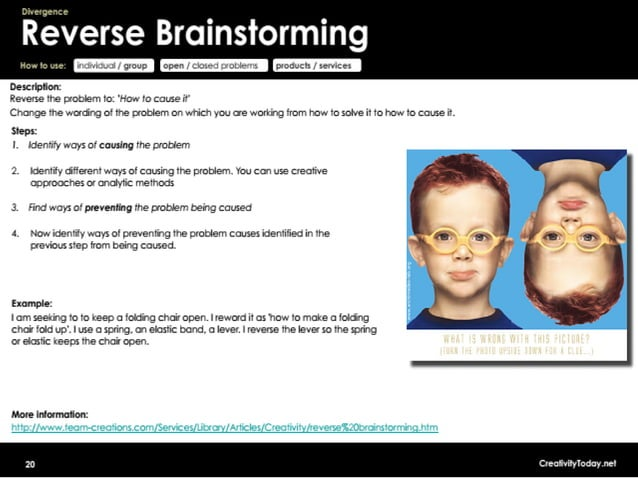 Divergence
Reverse Brainstorming
How to use: individual / group open / closed problems products / services
Description:
Reverse the problem to: 'How to cause it'
Change the wording of the problem on which you are working from how to solve it to how to cause it.
Steps:
1. Identify ways of causing the problem
2. Identify different ways of causing the problem. You can use creative
approaches or analytic methods
3. Find ways of preventing the problem being caused
4. Now identify ways of preventing the problem causes identified in the
previous step from being caused.
WHAT IS WRONG WITH THIS PICTURE?
(TURN THE PHOTO UPSIDE DOWN FOR A CLUE...)
Example:
I am seeking to to keep a folding chair open. I reword it as 'how to make a folding
chair fold up'. I use a spring, an elastic band, a lever. I reverse the lever so the spring
or elastic keeps the chair open.
More information:
http://www.team-creations.com/Services/Library/Articles/Creativity/reverse%20brainstorming.htm
20
CreativityToday.net